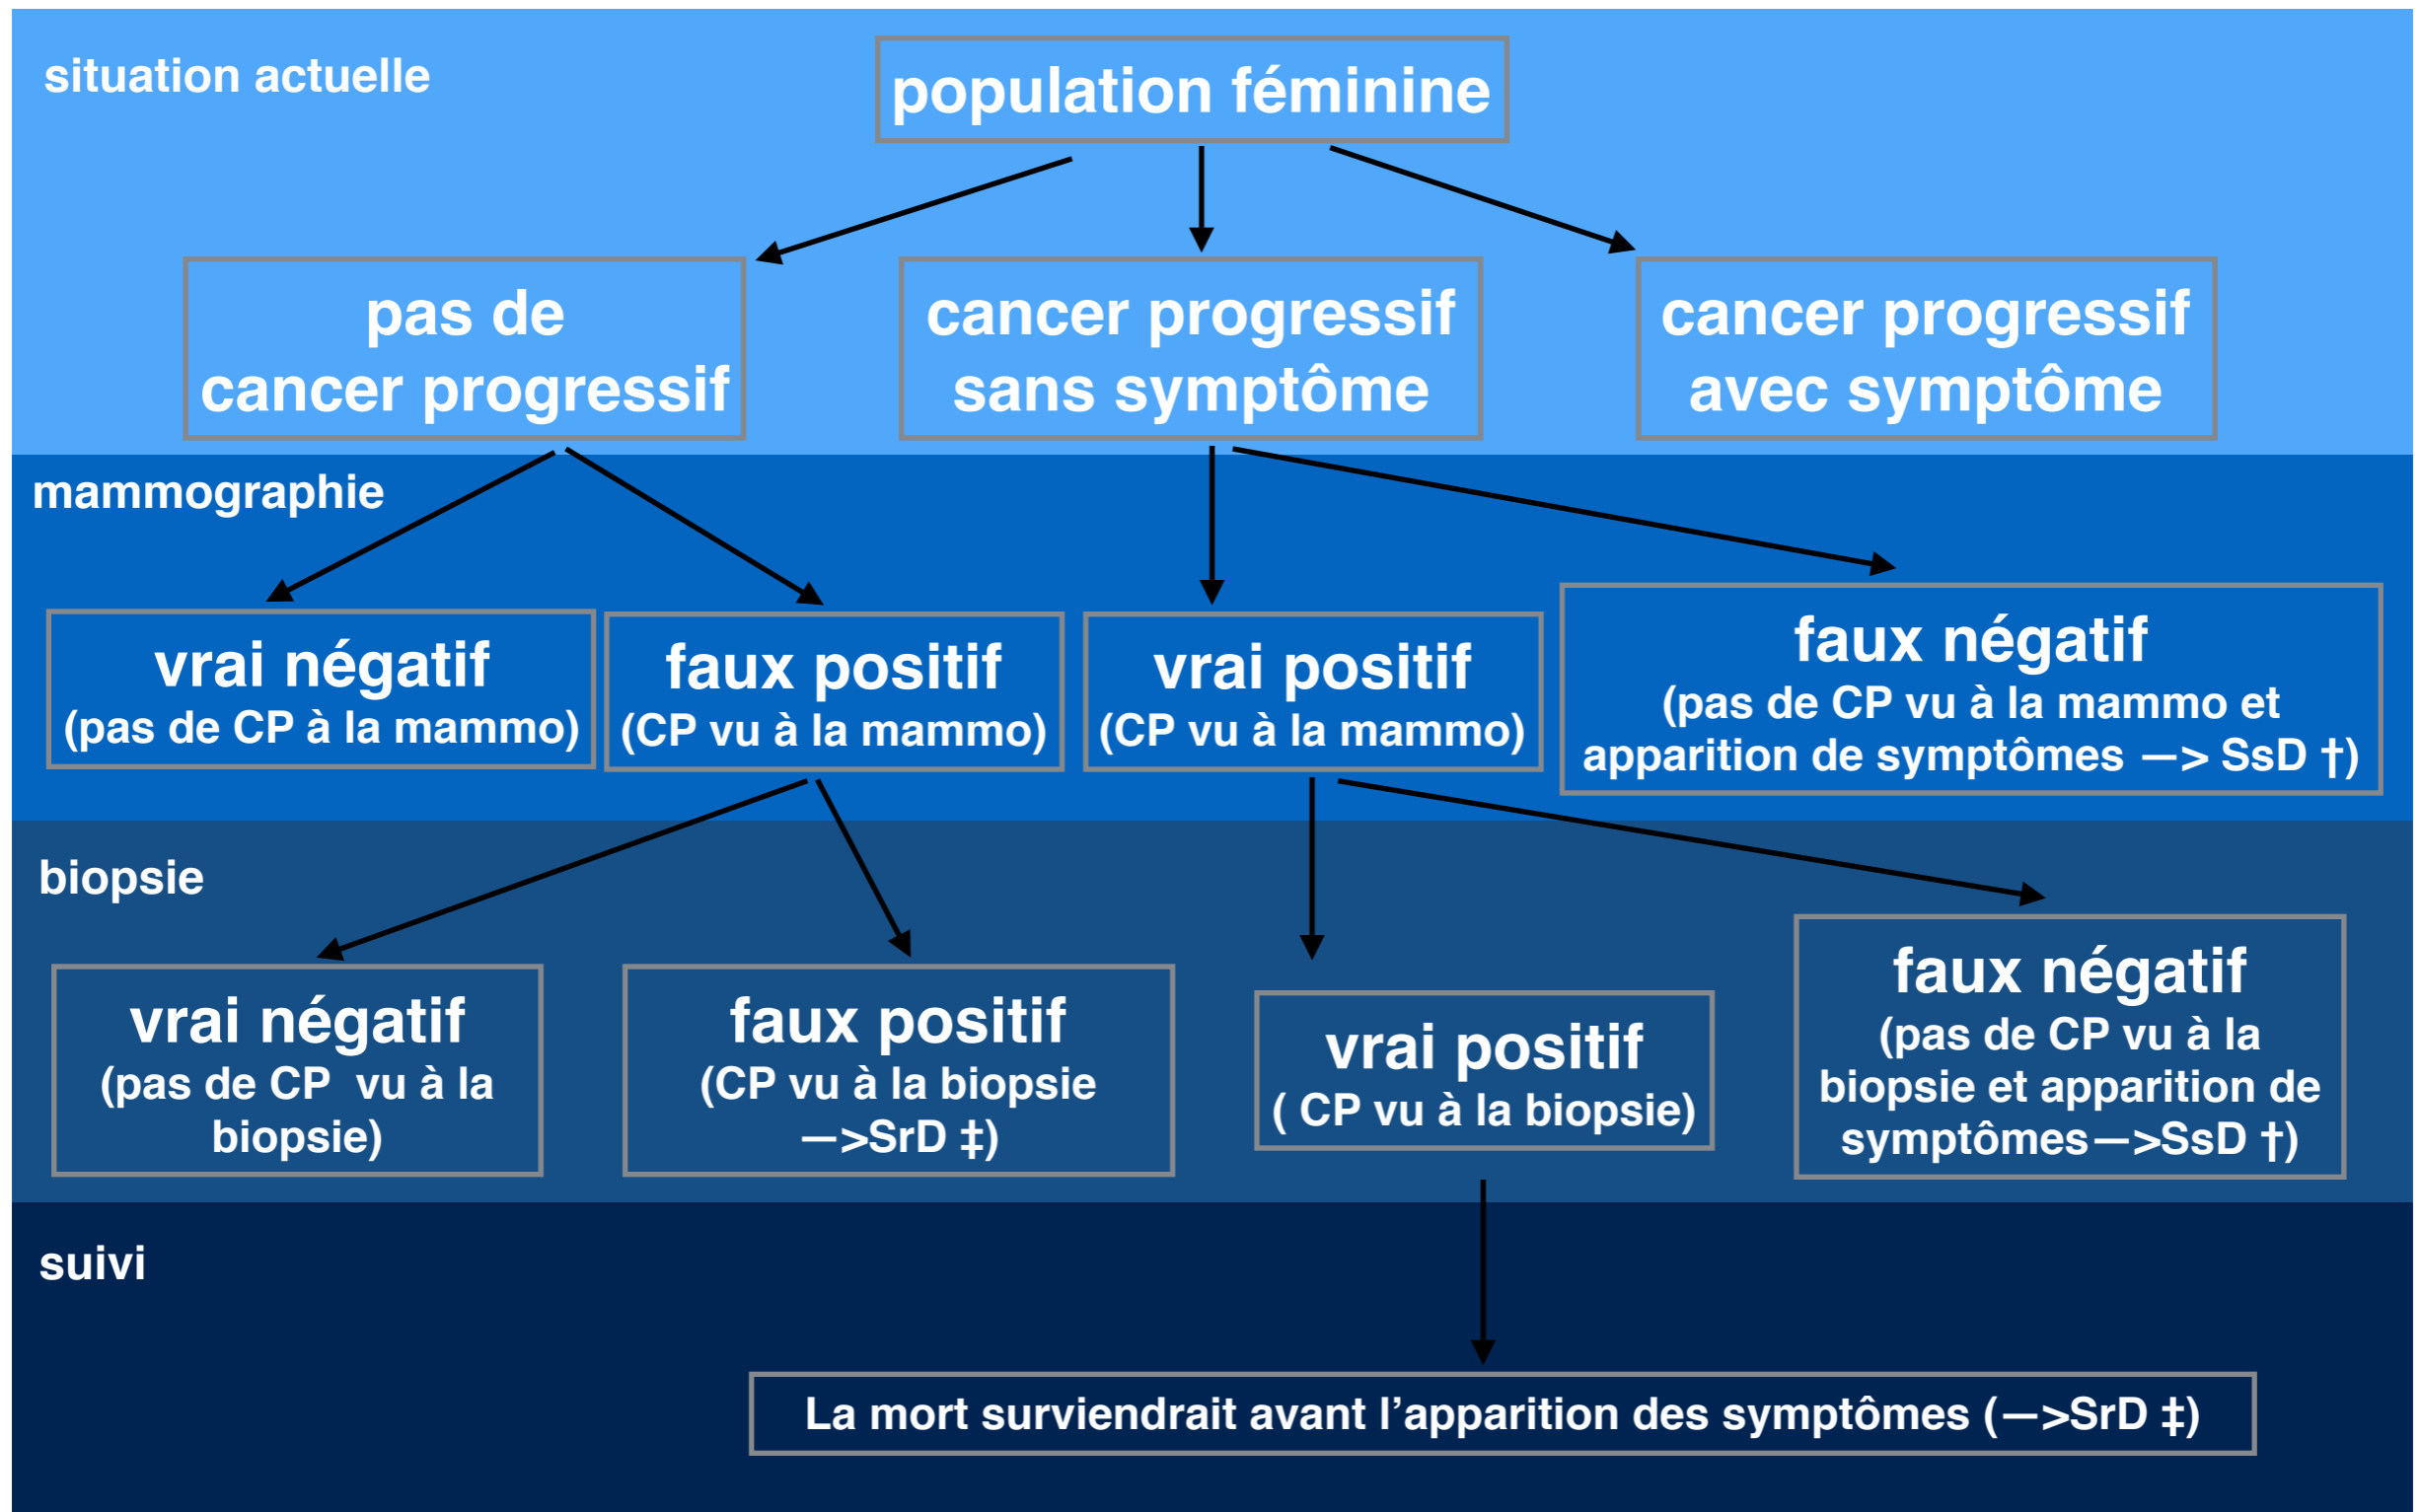 situation actuelle
population féminine
pas de
cancer progressif
cancer progressif
sans symptôme
cancer progressif
avec symptôme
mammographie
vrai négatif
(pas de CP à la mammo)
faux positif
(CP vu à la mammo)
vrai positif
(CP vu à la mammo)
faux négatif
(pas de CP vu à la mammo et
apparition de symptômes —> SsD †)
biopsie
vrai négatif
(pas de CP  vu à la
biopsie)
faux positif
(CP vu à la biopsie
—>SrD ‡)
vrai positif
( CP vu à la biopsie)
faux négatif
(pas de CP vu à la
biopsie et apparition de
symptômes—>SsD †)
suivi
La mort surviendrait avant l’apparition des symptômes (—>SrD ‡)